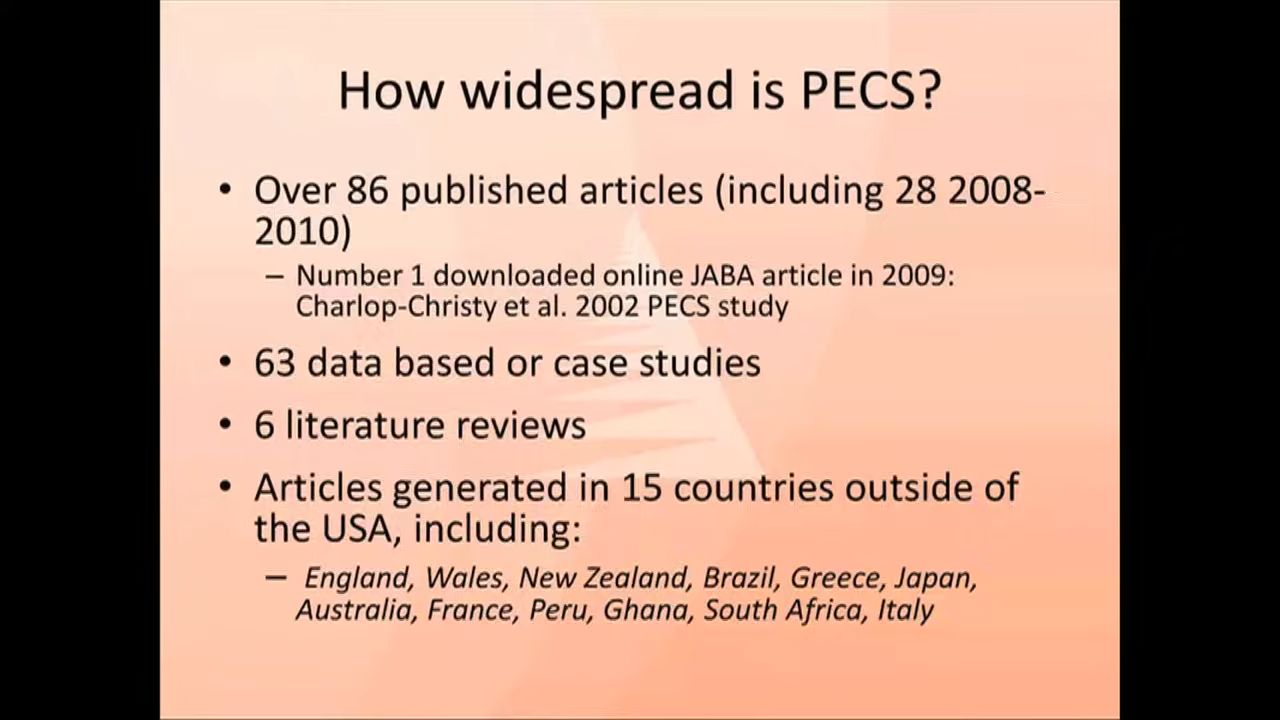 How widespread is PECS?
• Over 86 published articles (including 28 2008-
2010)
– Number 1 downloaded online JABA article in 2009:
Charlop-Christy et al. 2002 PECS study
• 63 data based or case studies
• 6 literature reviews
• Articles generated in 15 countries outside of
the USA, including:
– England, Wales, New Zealand, Brazil, Greece, Japan,
Australia, France, Peru, Ghana, South Africa, Italy